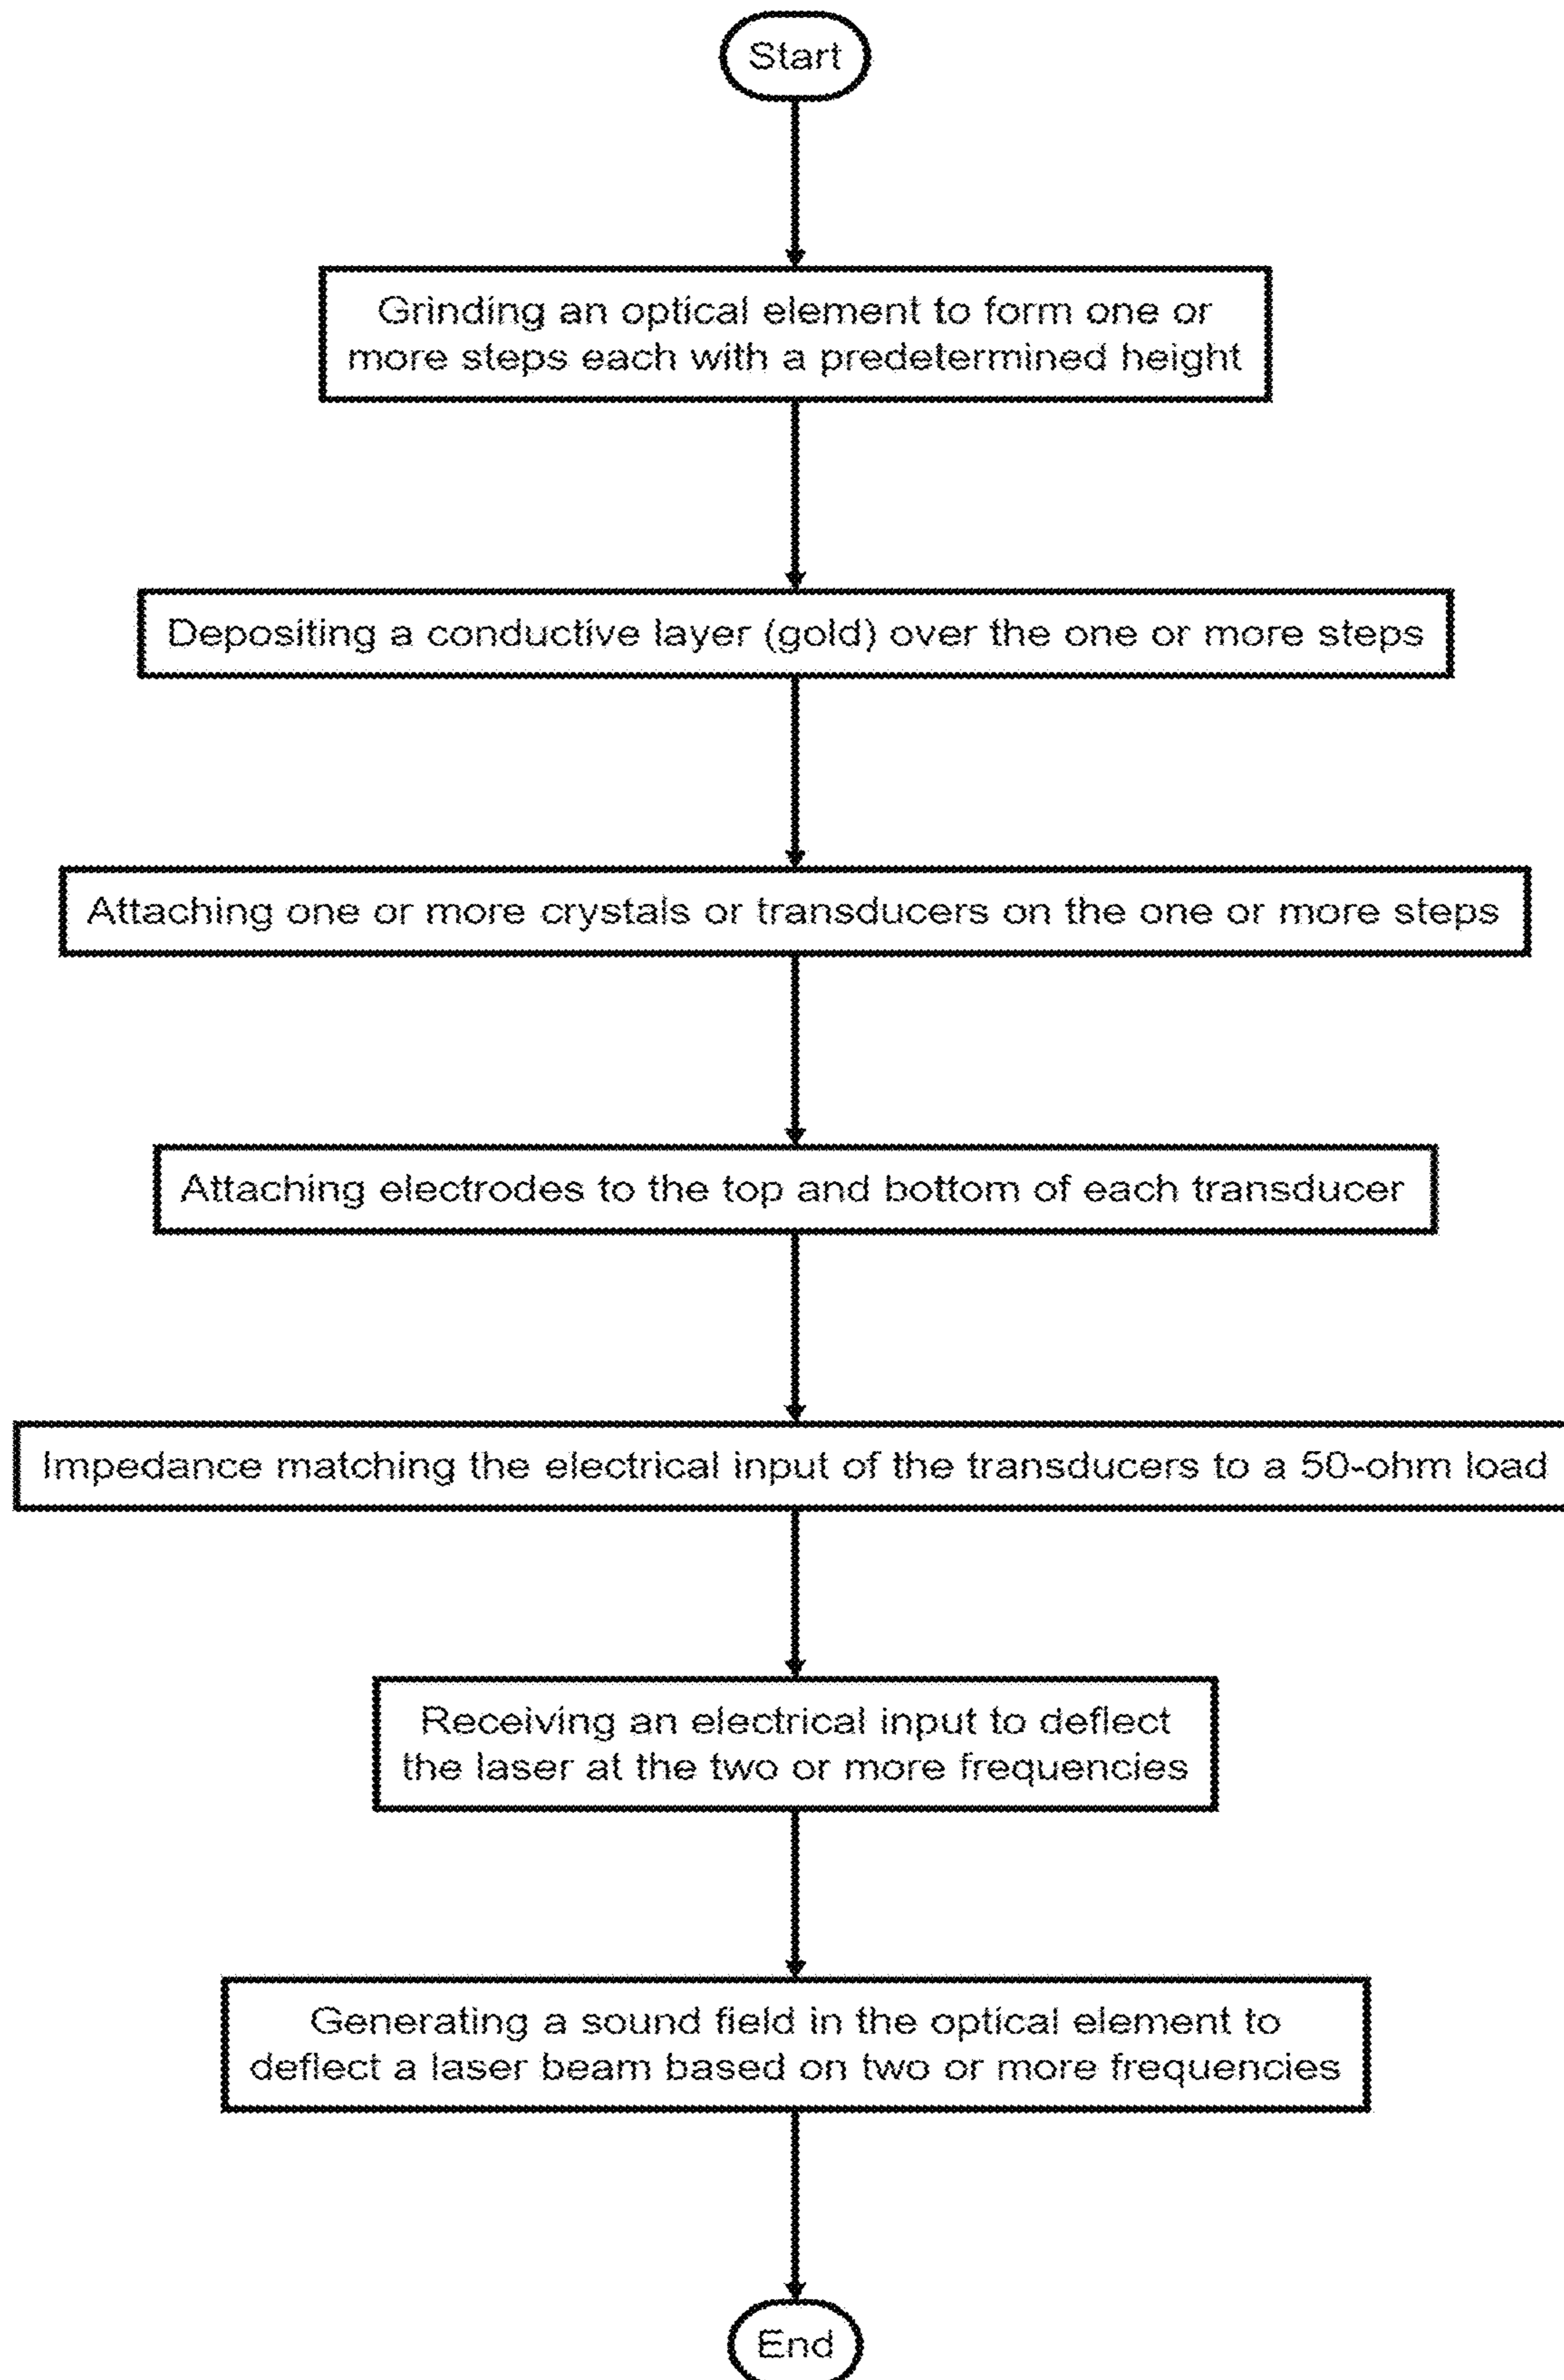 Start
Grinding an optical element to form one or
more steps each with a predetermined height
Depositing a conductive layer (gold) over the one or more steps
Attaching one or more crystals or transducers on the one or more steps
Attaching electrodes to the top and bottom of each transducer
Impedance matching the electrical input of the transducers to a 50-ohm load
Receiving an electrical input to deflect
the laser at the two or more frequencies
Generating a sound field in the optical element to
deflect a laser beam based on two or more frequencies
End